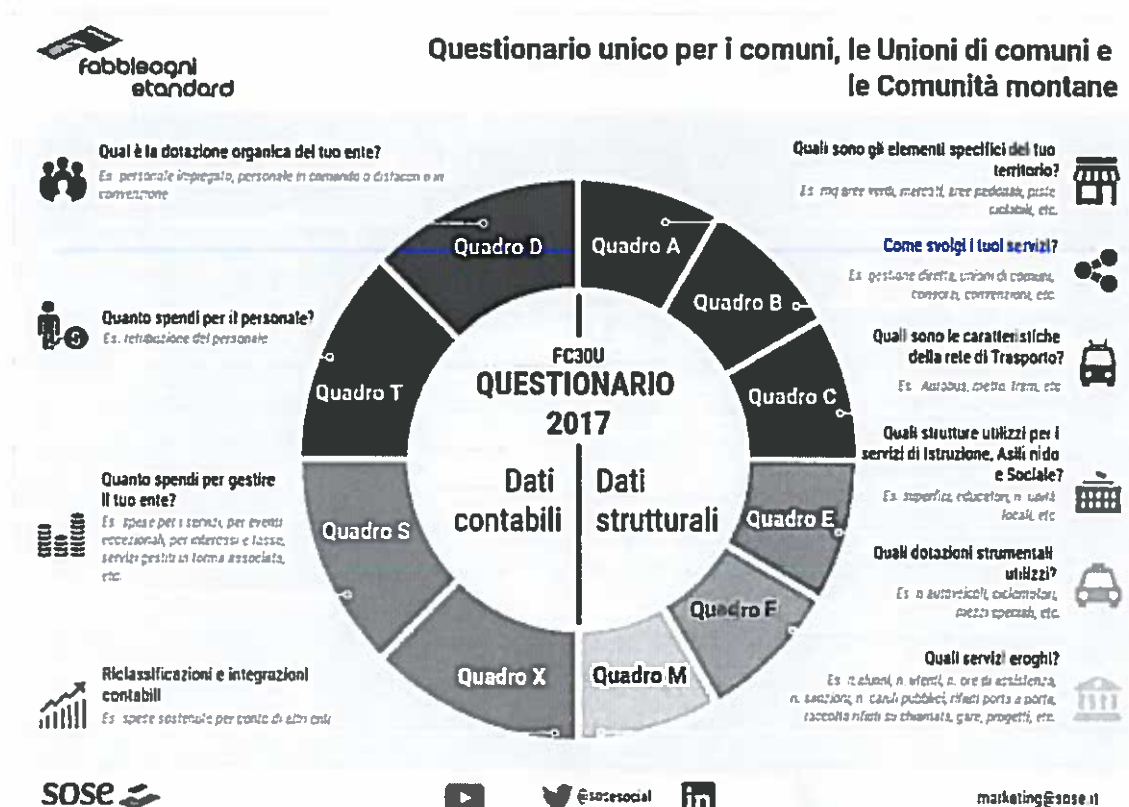 fabbisogni
standard
Questionario unico per i comuni, le Unioni di comuni e
le Comunità montane
Qual è la dotazione organica del tuo ente?
Es. personale impiegato, personale in comando o distacco o in
convenzione
Quanto spendi per il personale?
Es. retribuzione del personale
Quanto spendi per gestire
il tuo ente?
Es. spese per i servizi, per eventi
eccezionali, per interessi e tasse,
servizi gestiti in forma associata,
etc.
Riclassificazioni e integrazioni
contabili
Es. spese sostenute per conto di altri enti
Quadro D
Quadro A
Quadro B
Quadro C
Quadro E
Quadro F
Quadro M
Quadro X
Quadro S
Quadro T
FC30U
QUESTIONARIO
2017
Dati
contabili
Dati
strutturali
Quali sono gli elementi specifici del tuo
territorio?
Es. mq aree verdi, mercati, aree pedonali, piste
ciclabili, etc.
Come svolgi i tuoi servizi?
Es. gestione diretta, unioni di comuni,
consorzi, convenzioni, etc.
Quali sono le caratteristiche
della rete di Trasporto?
Es. Autobus, metro, tram, etc
Quali strutture utilizzi per i
servizi di Istruzione, Asili nido
e Sociale?
Es. superfice, educatori, n. unità
locali, etc
Quali dotazioni strumentali
utilizzi?
Es. n autoveicoli, ciclomotori,
mezzi speciali, etc.
Quali servizi eroghi?
Es. n. alunni, n. utenti, n. ore di assistenza,
n. sanzioni, n. cantieri pubblici, rifiuti porta a porta,
raccolta rifiuti su chiamata, gare, progetti, etc.
sose
@sosesocial
in
marketing@sose.it